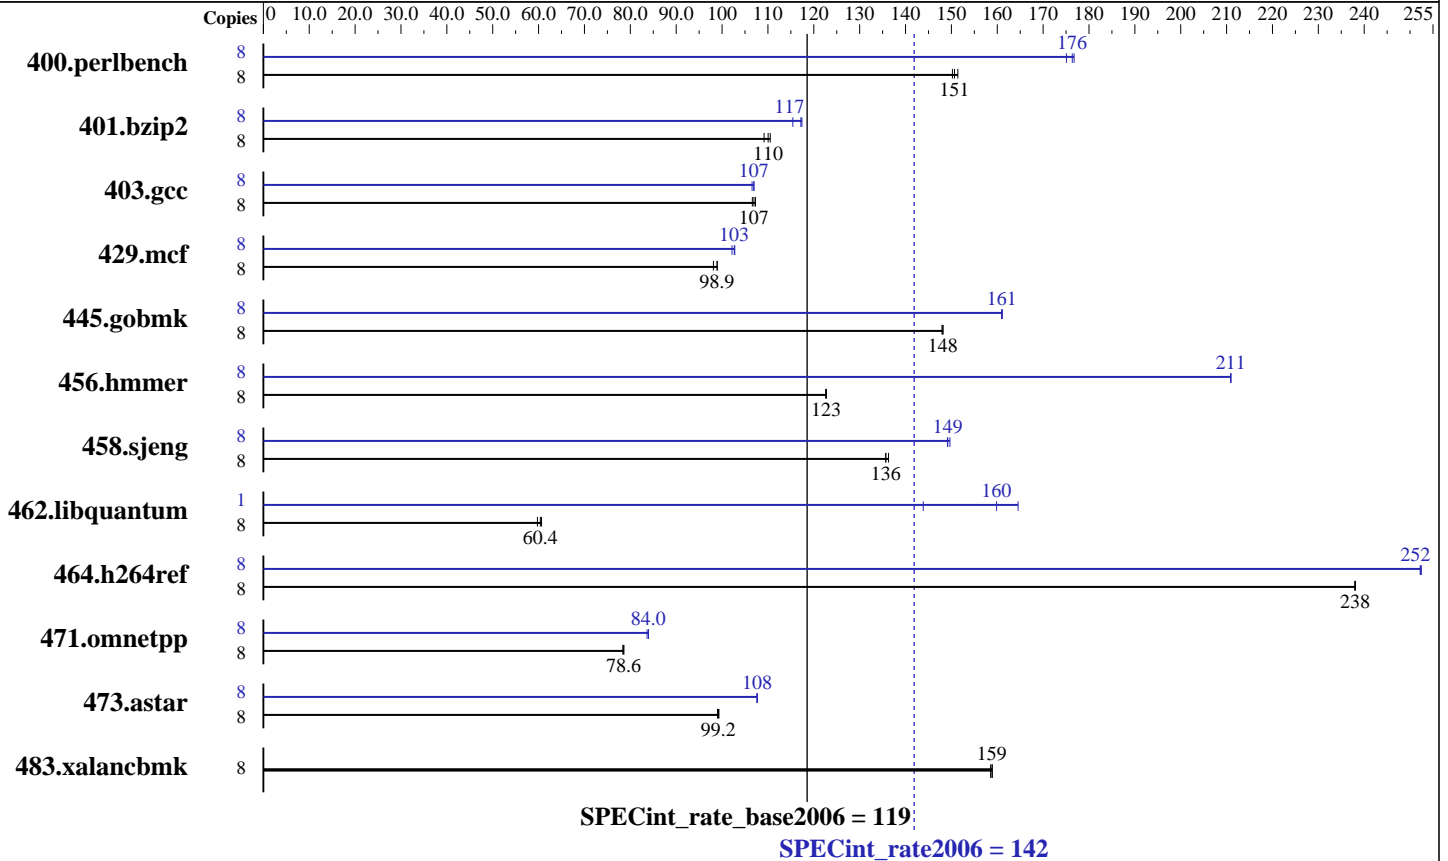 Copies 0 10.0 20.0 30.0 40.0 50.0 60.0 70.0 80.0 90.0 100 110 120 130 140 150 160 170 180 190 200 210 220 230 240 255
400.perlbench 8 176
8 151
401.bzip2 8 117
8 110
403.gcc 8 107
8 107
429.mcf 8 103
8 98.9
445.gobmk 8 161
8 148
456.hmmer 8 211
8 123
458.sjeng 8 149
8 136
462.libquantum 1 160
8 60.4
464.h264ref 8 252
8 238
471.omnetpp 8 84.0
8 78.6
473.astar 8 108
8 99.2
483.xalancbmk 8 159
SPECint_rate_base2006 = 119
SPECint_rate2006 = 142